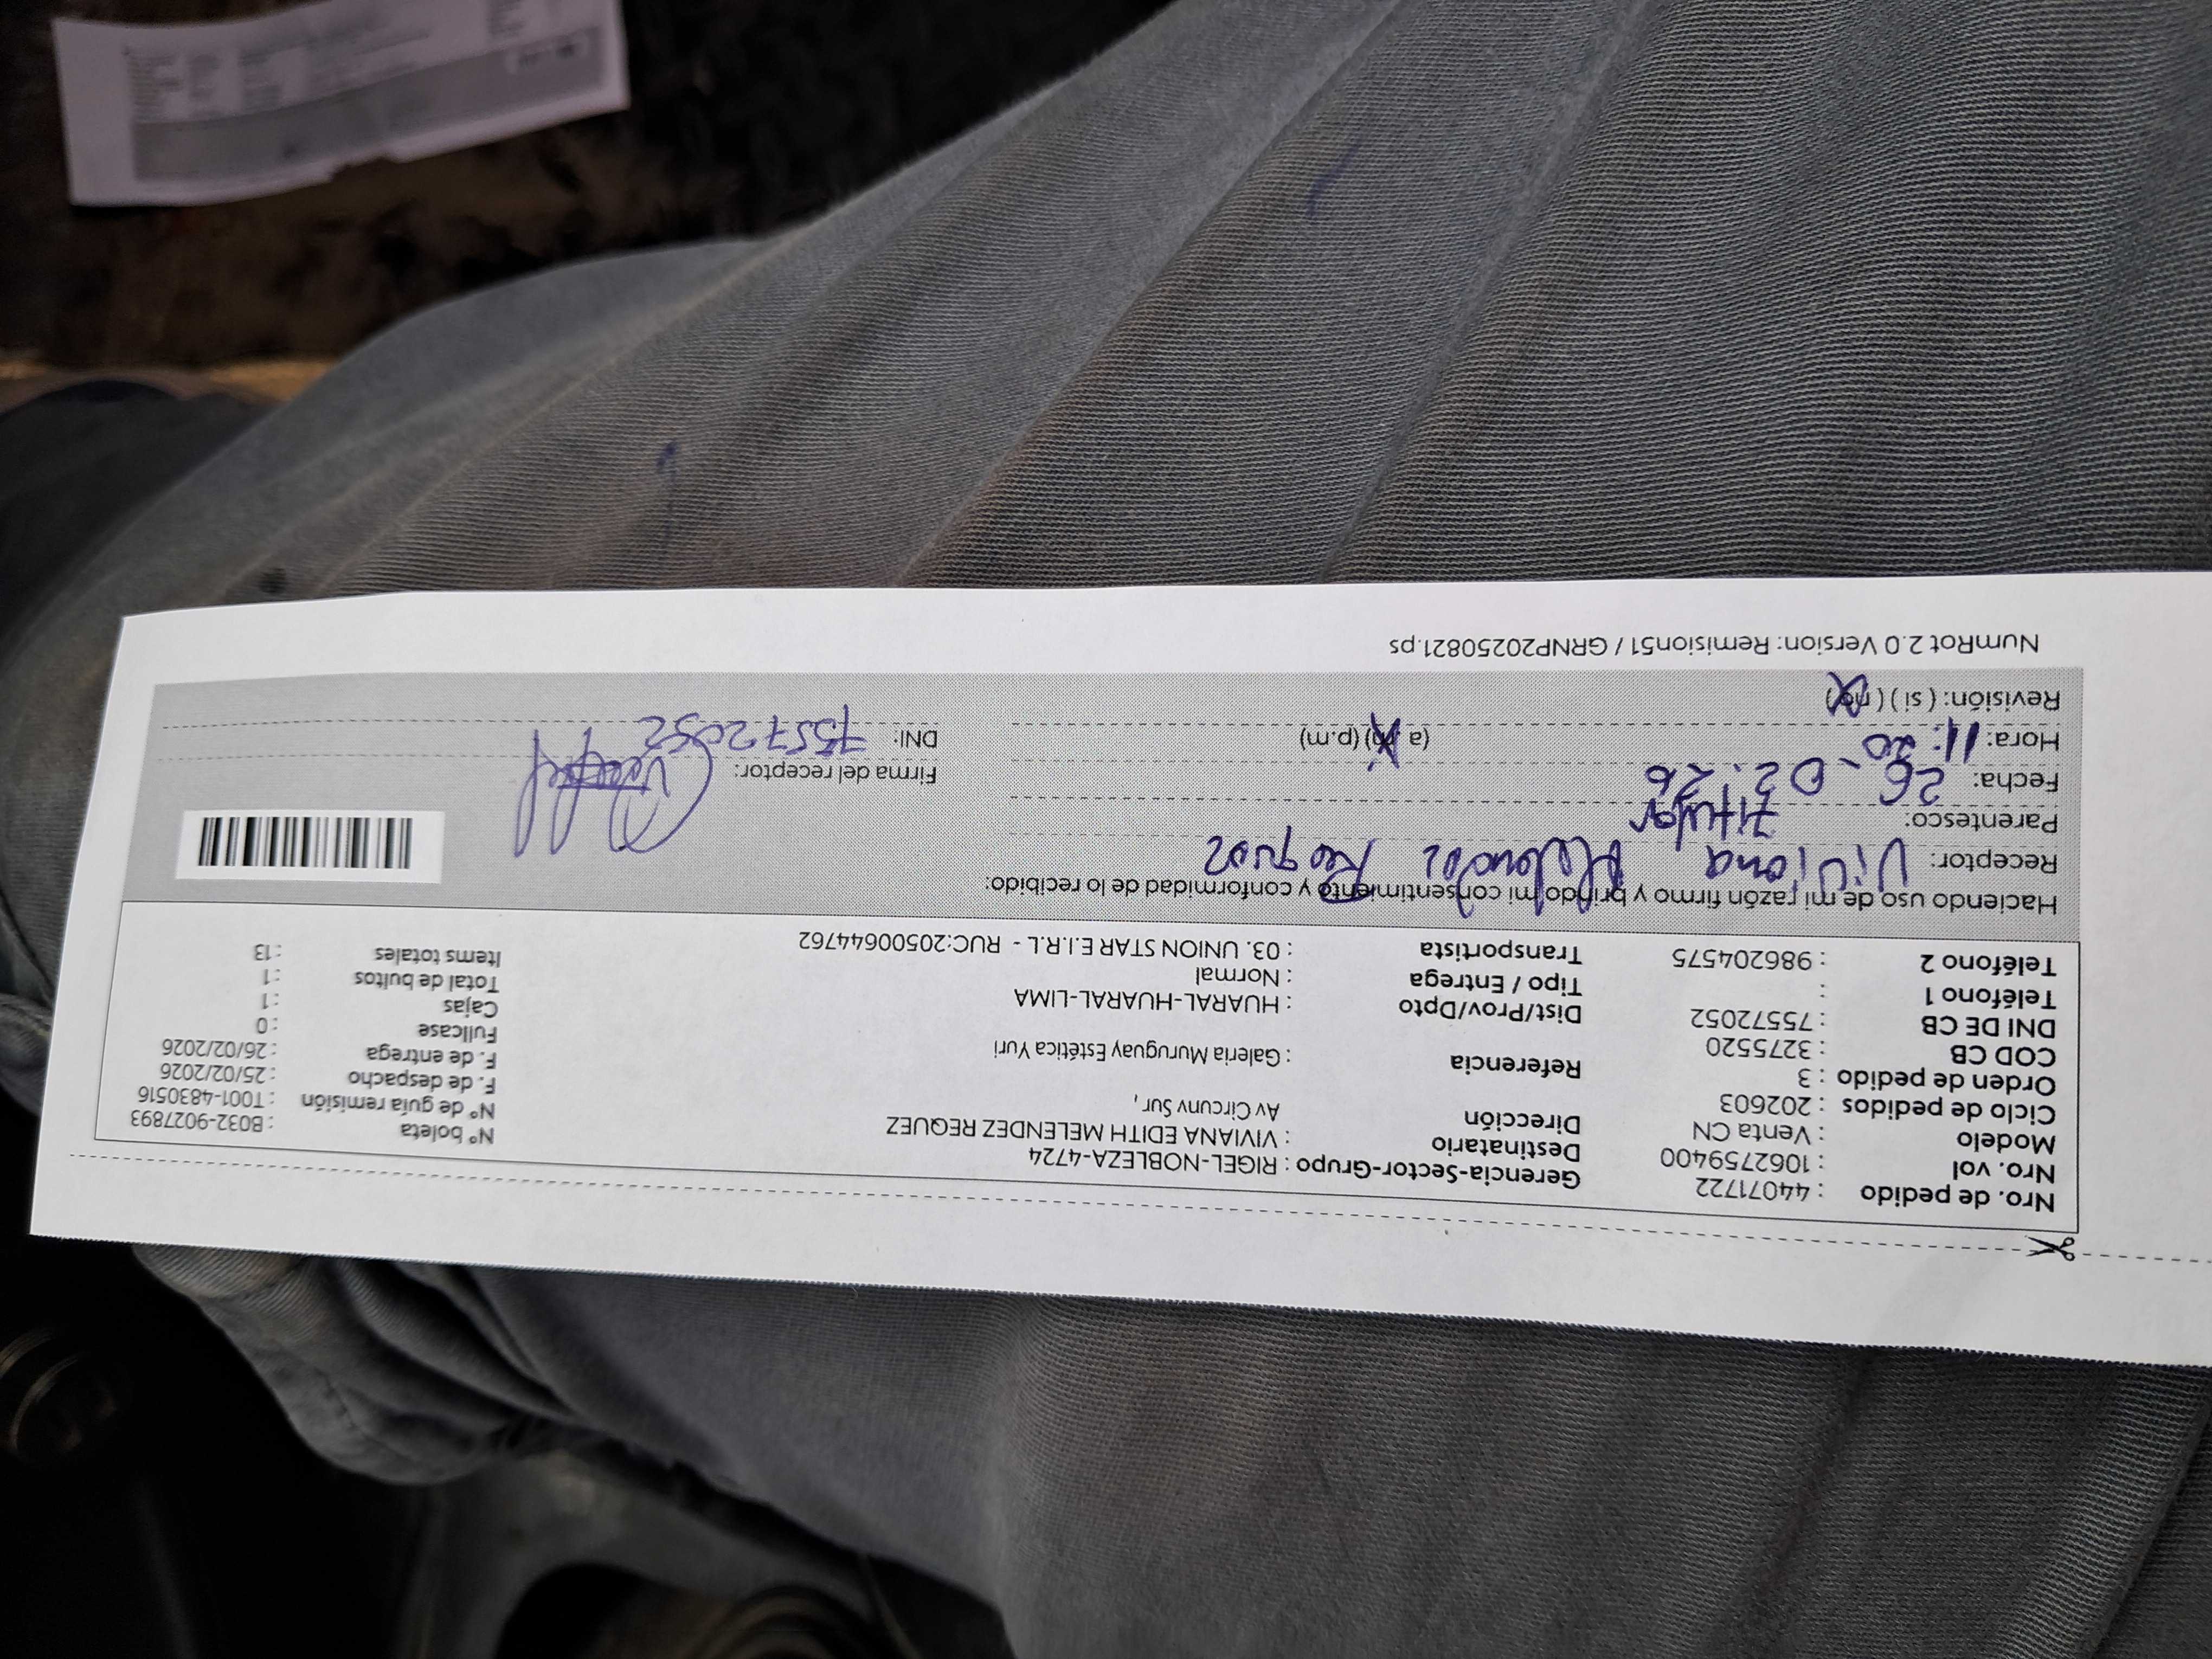 Nro. de pedido : 44071722
Nro. vol : 1062759400
Modelo : Venta CN
Ciclo de pedidos : 202603
Orden de pedido : 3
COD CB : 3275520
DNI DE CB : 75572052
Teléfono 1 :
Teléfono 2 : 986204575
Gerencia-Sector-Grupo : RIGEL-NOBLEZA-4724
Destinatario : VIVIANA EDITH MELENDEZ REQUEZ
Dirección Av Circunv Sur ,
Referencia : Galeria Muruguay Estética Yuri
Dist/Prov/Dpto : HUARAL-HUARAL-LIMA
Tipo / Entrega : Normal
Transportista : 03. UNION STAR E.I.R.L - RUC:20500644762
N° boleta : B032-9027893
N° de guía remisión : T001-4830516
F. de despacho : 25/02/2026
F. de entrega : 26/02/2026
Fullcase : 0
Cajas : 1
Total de bultos : 1
Items totales : 13
Haciendo uso de mi razón firmo y brindo mi consentimiento y conformidad de lo recibido:
Receptor: Viviana Melendez Requez
Parentesco: Titular
Fecha: 26-02-26
Hora: 11:20 (a.m) (p.m)
Revisión: ( si ) ( no )
Firma del receptor:
DNI: 75572052
NumRot 2.0 Version: Remision51 / GRNP20250821.ps